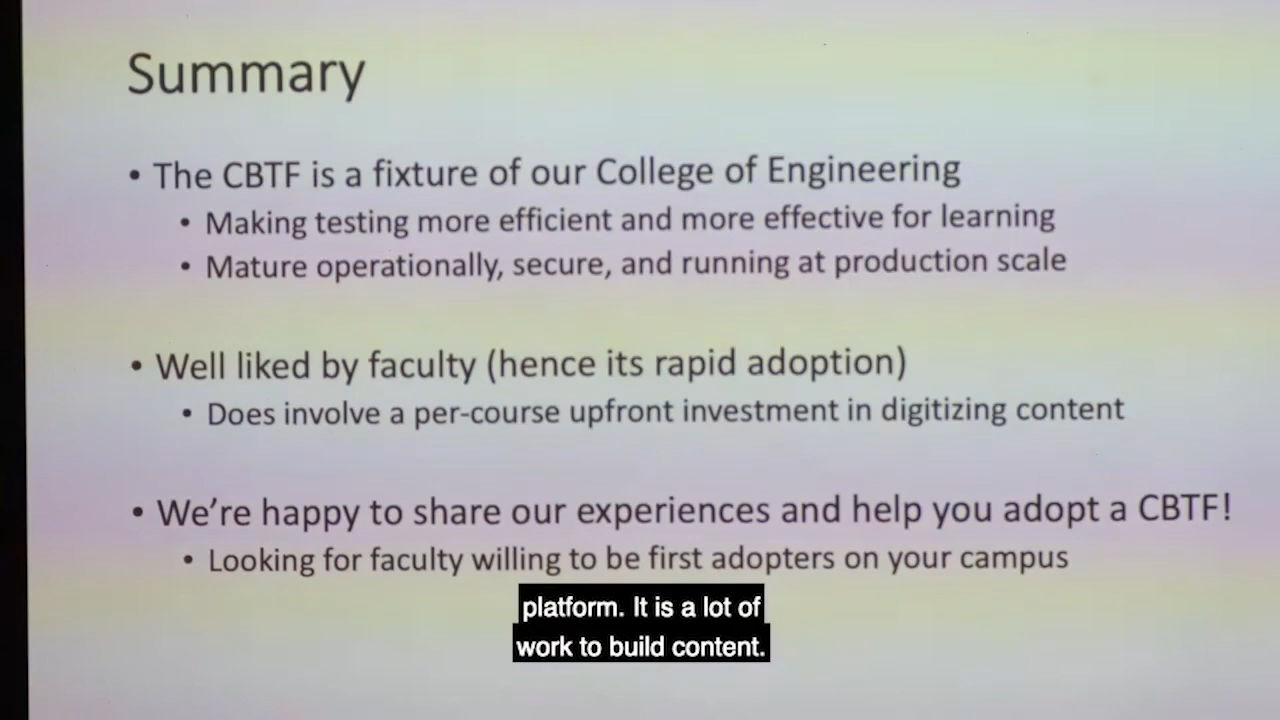 Summary
• The CBTF is a fixture of our College of Engineering
• Making testing more efficient and more effective for learning
• Mature operationally, secure, and running at production scale
• Well liked by faculty (hence its rapid adoption)
• Does involve a per-course upfront investment in digitizing content
• We're happy to share our experiences and help you adopt a CBTF!
• Looking for faculty willing to be first adopters on your campus
platform. It is a lot of
work to build content.